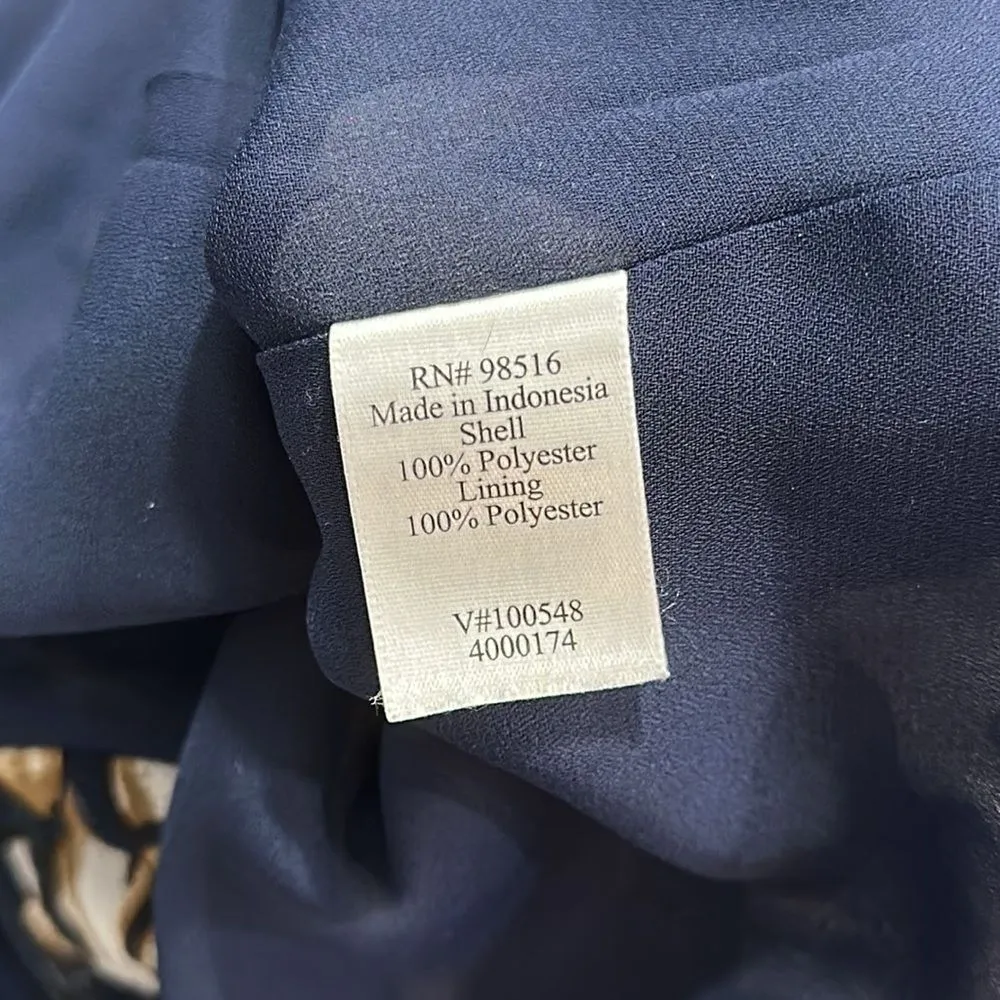 RN# 98516
Made in Indonesia
Shell
100% Polyester
Lining
100% Polyester
V#100548
4000174